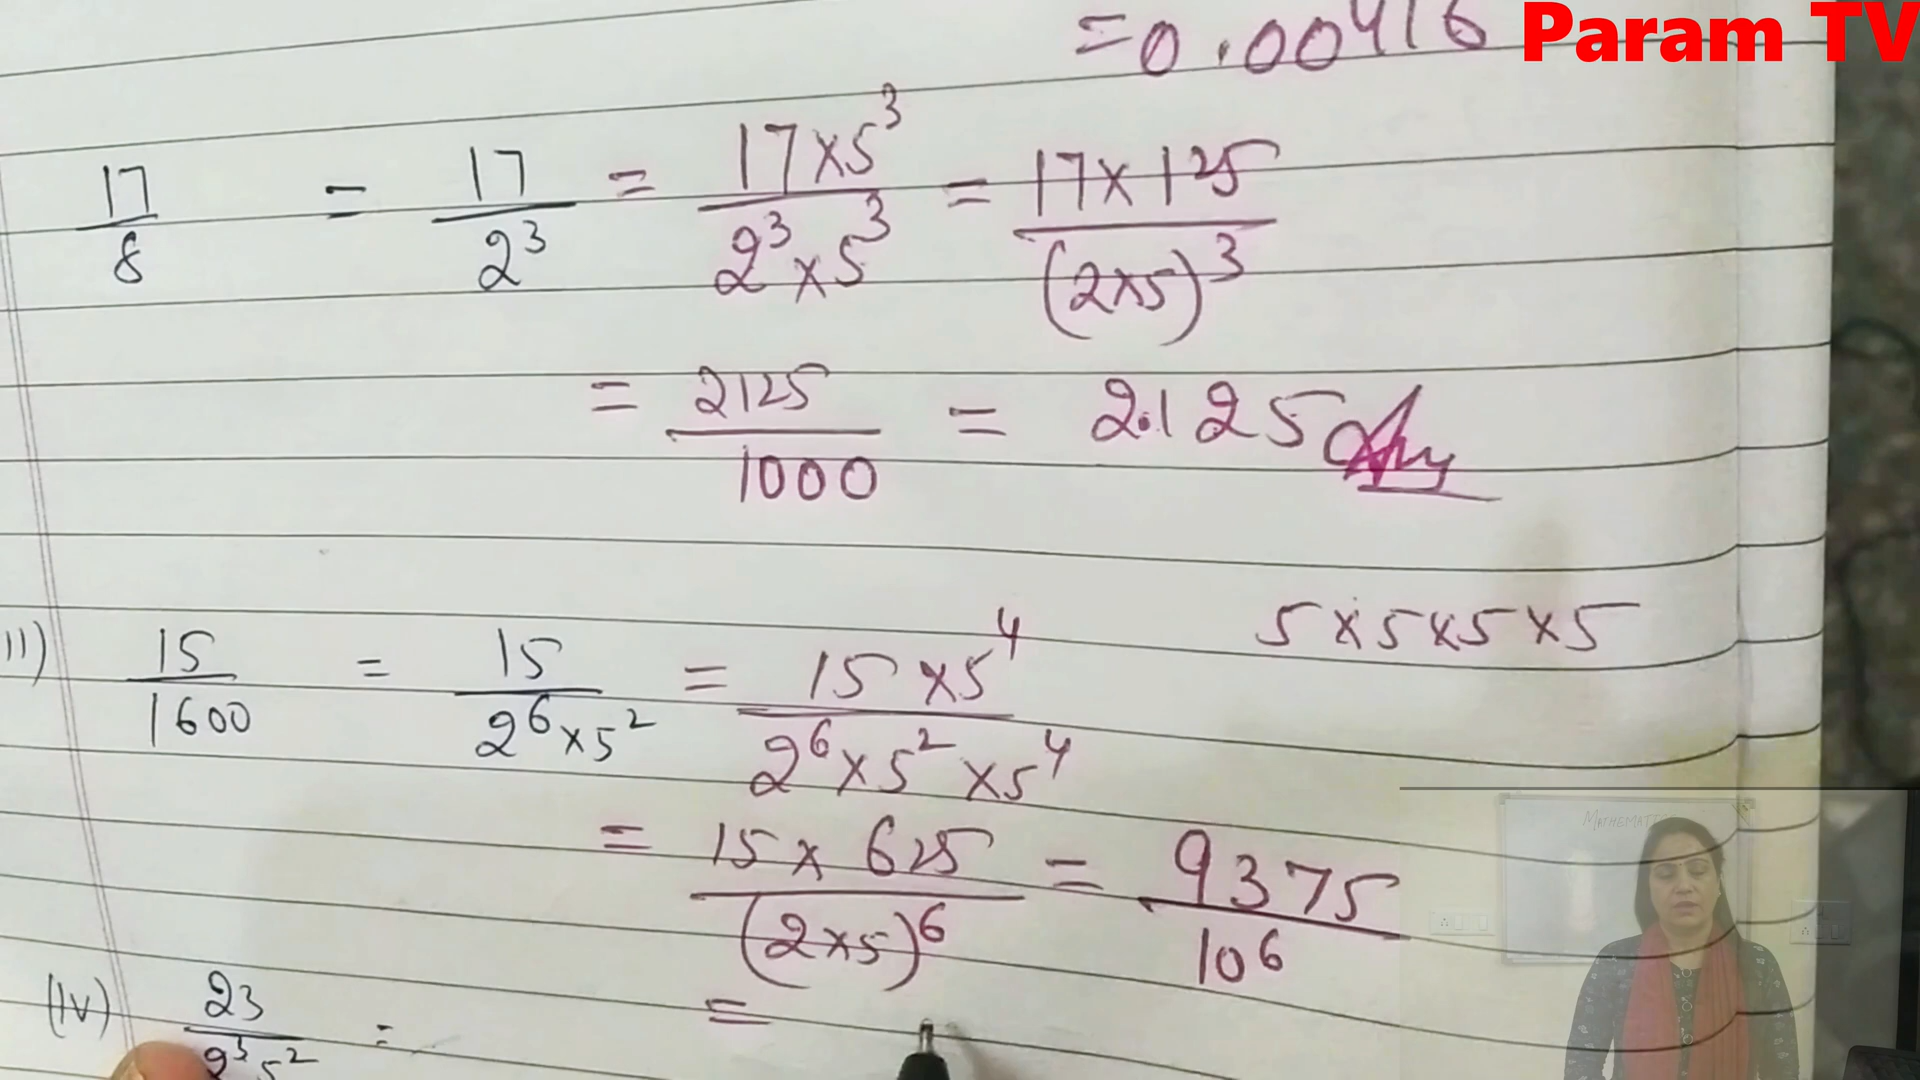 = 0.00416
Param TV
17/8 = 17/2³ = 17×5³/2³×5³ = 17×125/(2×5)³
= 2125/1000 = 2.125 Ans
5×5×5×5
II) 15/1600 = 15/2⁶×5² = 15×5⁴/2⁶×5²×5⁴
= 15×625/(2×5)⁶ = 9375/10⁶
MATHEMATIC
(IV) 23/2³5² =
=